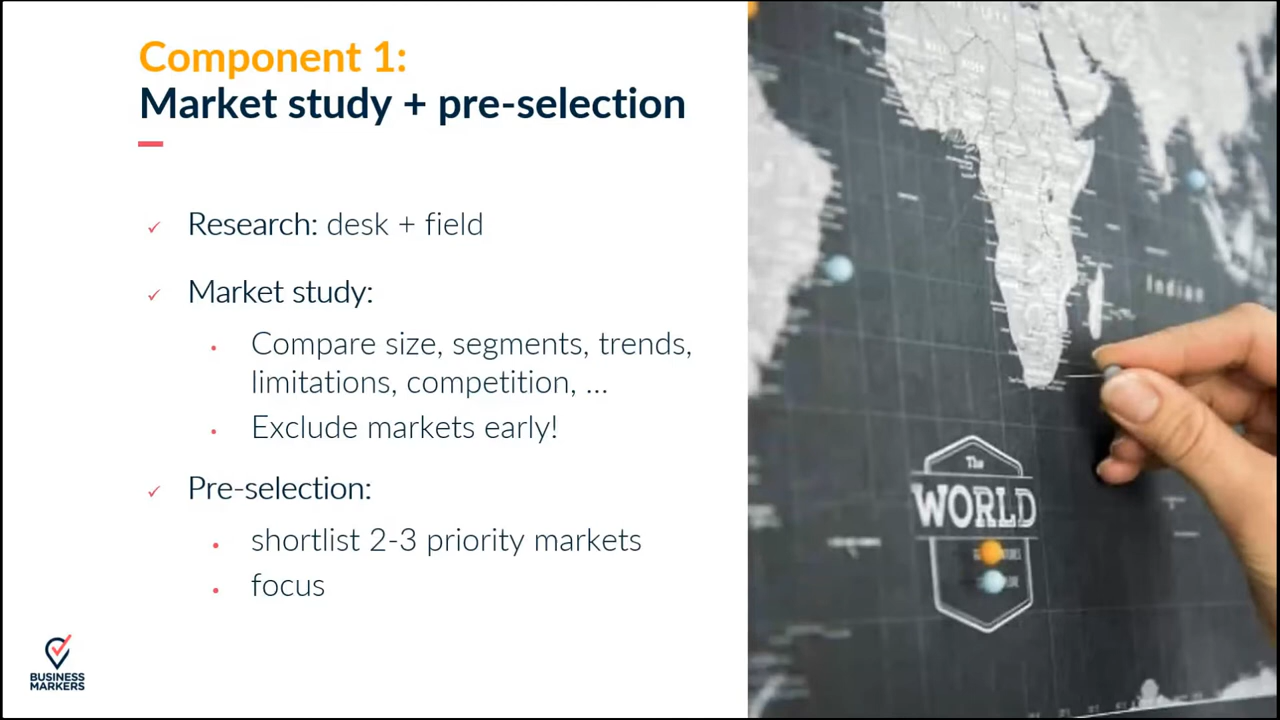 Component 1:
Market study + pre-selection
Research: desk + field
Market study:
Compare size, segments, trends,
limitations, competition, ...
Exclude markets early!
Pre-selection:
shortlist 2-3 priority markets
focus
BUSINESS
MARKERS
Indian
The
WORLD